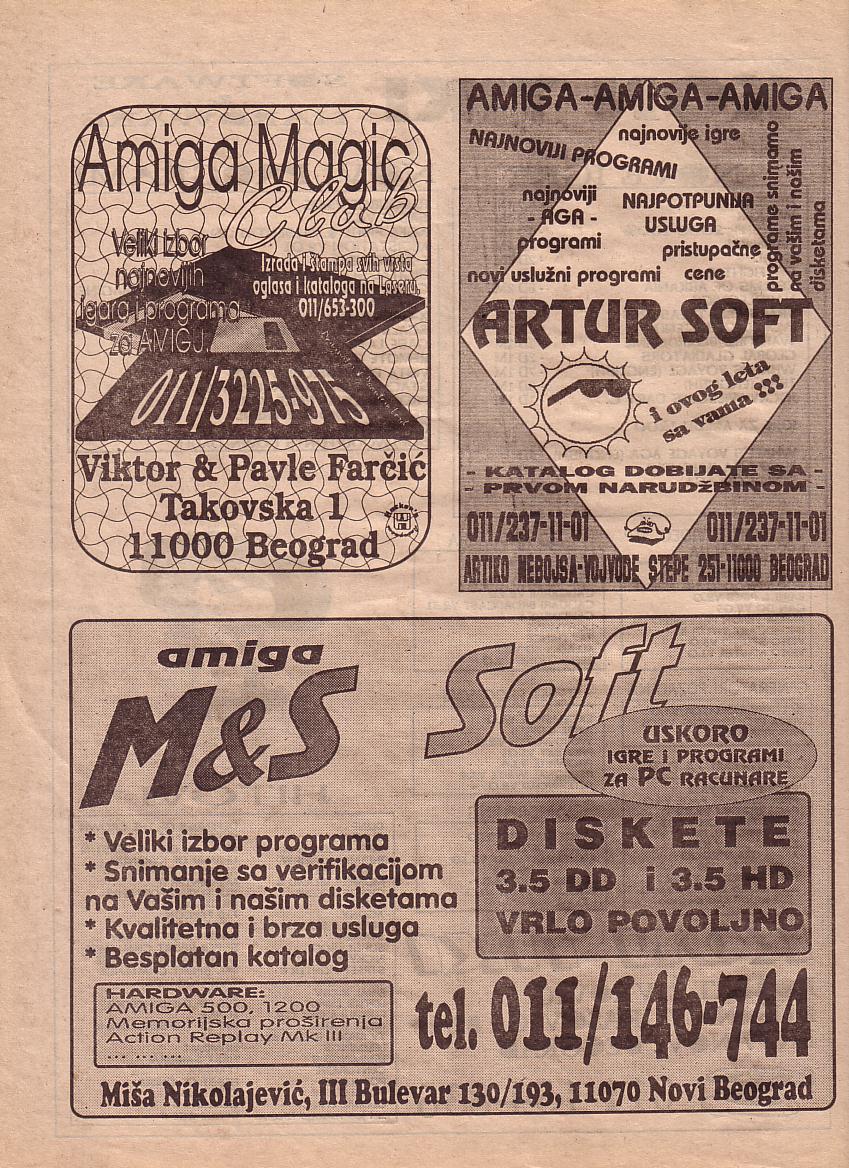 Amiga Magic
Club
Veliki izbor
najnovijih
igara i programa
za AMIGU.
Izrada i štampa svih vrsta
oglasa i kataloga na Laseru.
011/653-300
011/3225-975
Viktor & Pavle Farčić
Takovska 1
11000 Beograd
AMIGA-AMIGA-AMIGA
NAJNOVIJI PROGRAMI
najnovije igre
najnoviji
- AGA -
programi
NAJPOTPUNIJA
USLUGA
pristupačne
cene
novi uslužni programi
programe snimamo
na vašim i našim
disketama
ARTUR SOFT
i ovog leta
sa vama !!!
- KATALOG DOBIJATE SA -
- PRVOM NARUDŽBINOM -
011/237-11-01
011/237-11-01
ARTIKO NEBOJSA-VOJVODE STEPE 251-11000 BEOGRAD
amiga
M&S Soft
USKORO
IGRE I PROGRAMI
ZA PC RACUNARE
* Veliki izbor programa
* Snimanje sa verifikacijom
na Vašim i našim disketama
* Kvalitetna i brza usluga
* Besplatan katalog
DISKETE
3.5 DD i 3.5 HD
VRLO POVOLJNO
HARDWARE:
AMIGA 500, 1200
Memorijska proširenja
Action Replay Mk III
... ... ...
tel. 011/146-744
Miša Nikolajević, III Bulevar 130/193, 11070 Novi Beograd